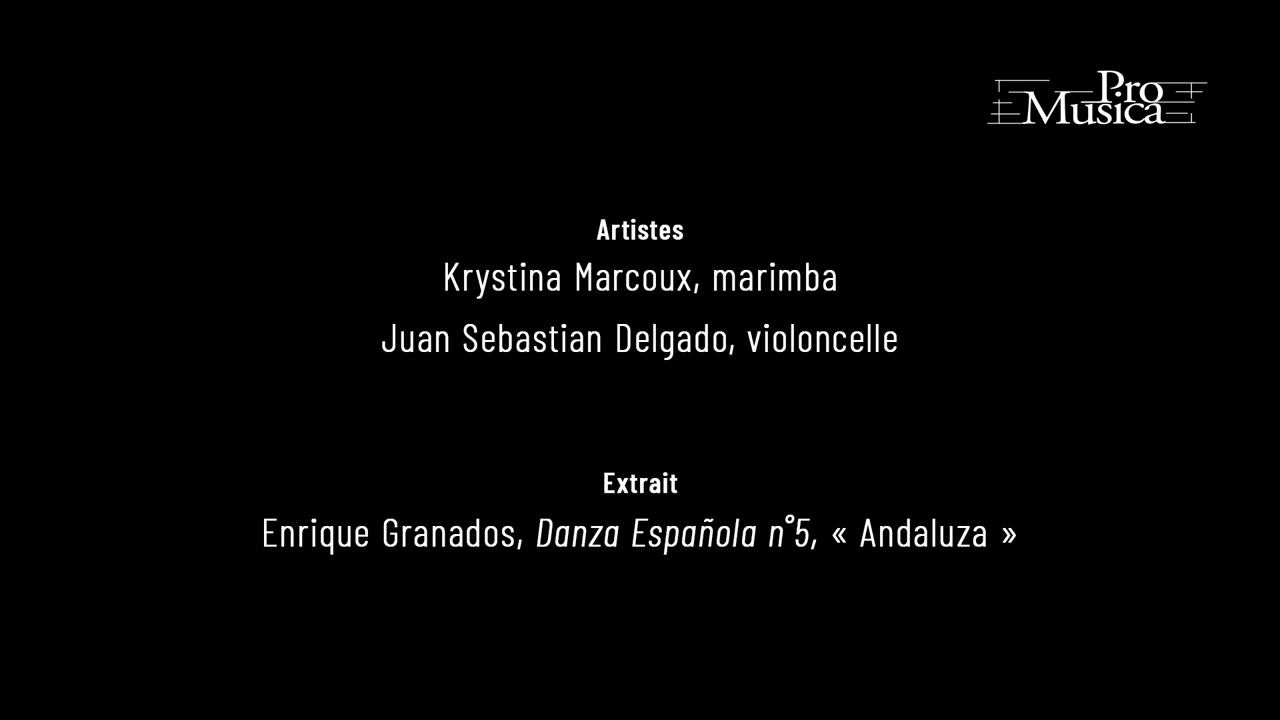 Pro
Musica
Artistes
Krystina Marcoux, marimba
Juan Sebastian Delgado, violoncelle
Extrait
Enrique Granados, Danza Española n°5, « Andaluza »